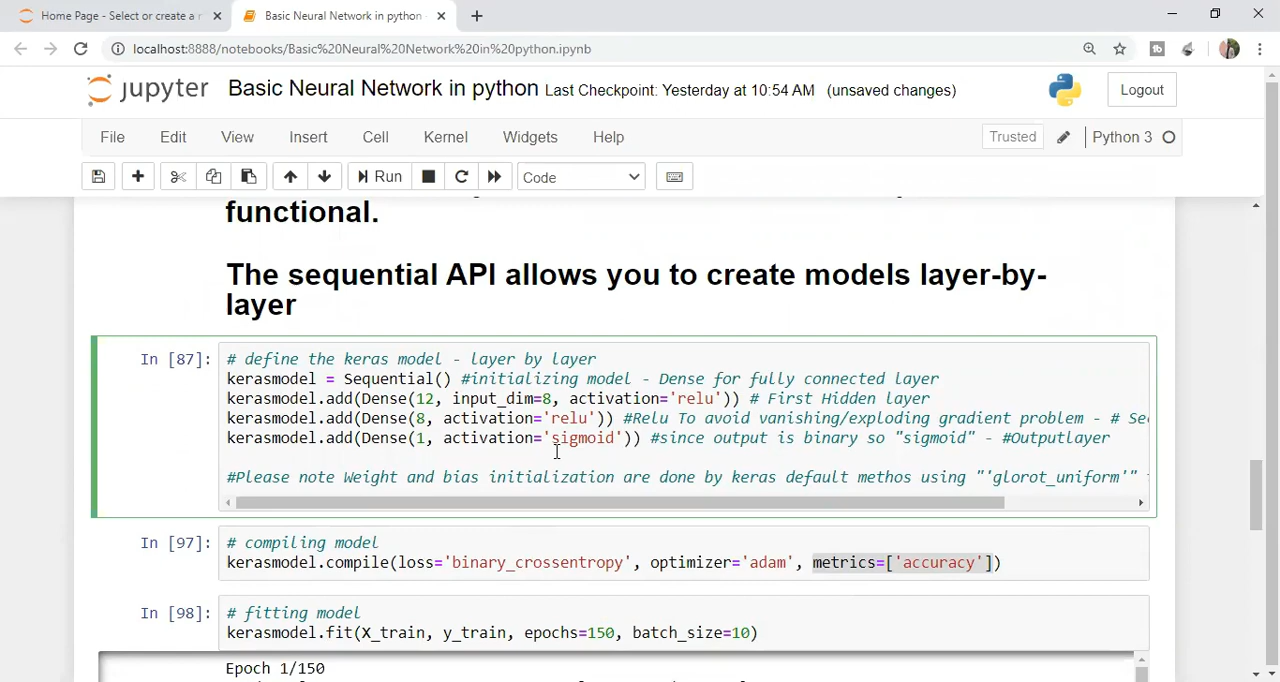 Home Page - Select or create a n
Basic Neural Network in python -
localhost:8888/notebooks/Basic%20Neural%20Network%20in%20python.ipynb
jupyter Basic Neural Network in python Last Checkpoint: Yesterday at 10:54 AM (unsaved changes)
Logout
File Edit View Insert Cell Kernel Widgets Help
Trusted Python 3
Run Code
functional.
The sequential API allows you to create models layer-by-
layer
In [87]: # define the keras model - layer by layer
kerasmodel = Sequential() #initializing model - Dense for fully connected layer
kerasmodel.add(Dense(12, input_dim=8, activation='relu')) # First Hidden layer
kerasmodel.add(Dense(8, activation='relu')) #Relu To avoid vanishing/exploding gradient problem - # Se
kerasmodel.add(Dense(1, activation='sigmoid')) #since output is binary so "sigmoid" - #Outputlayer
#Please note Weight and bias initialization are done by keras default methos using "'glorot_uniform'"
In [97]: # compiling model
kerasmodel.compile(loss='binary_crossentropy', optimizer='adam', metrics=['accuracy'])
In [98]: # fitting model
kerasmodel.fit(X_train, y_train, epochs=150, batch_size=10)
Epoch 1/150